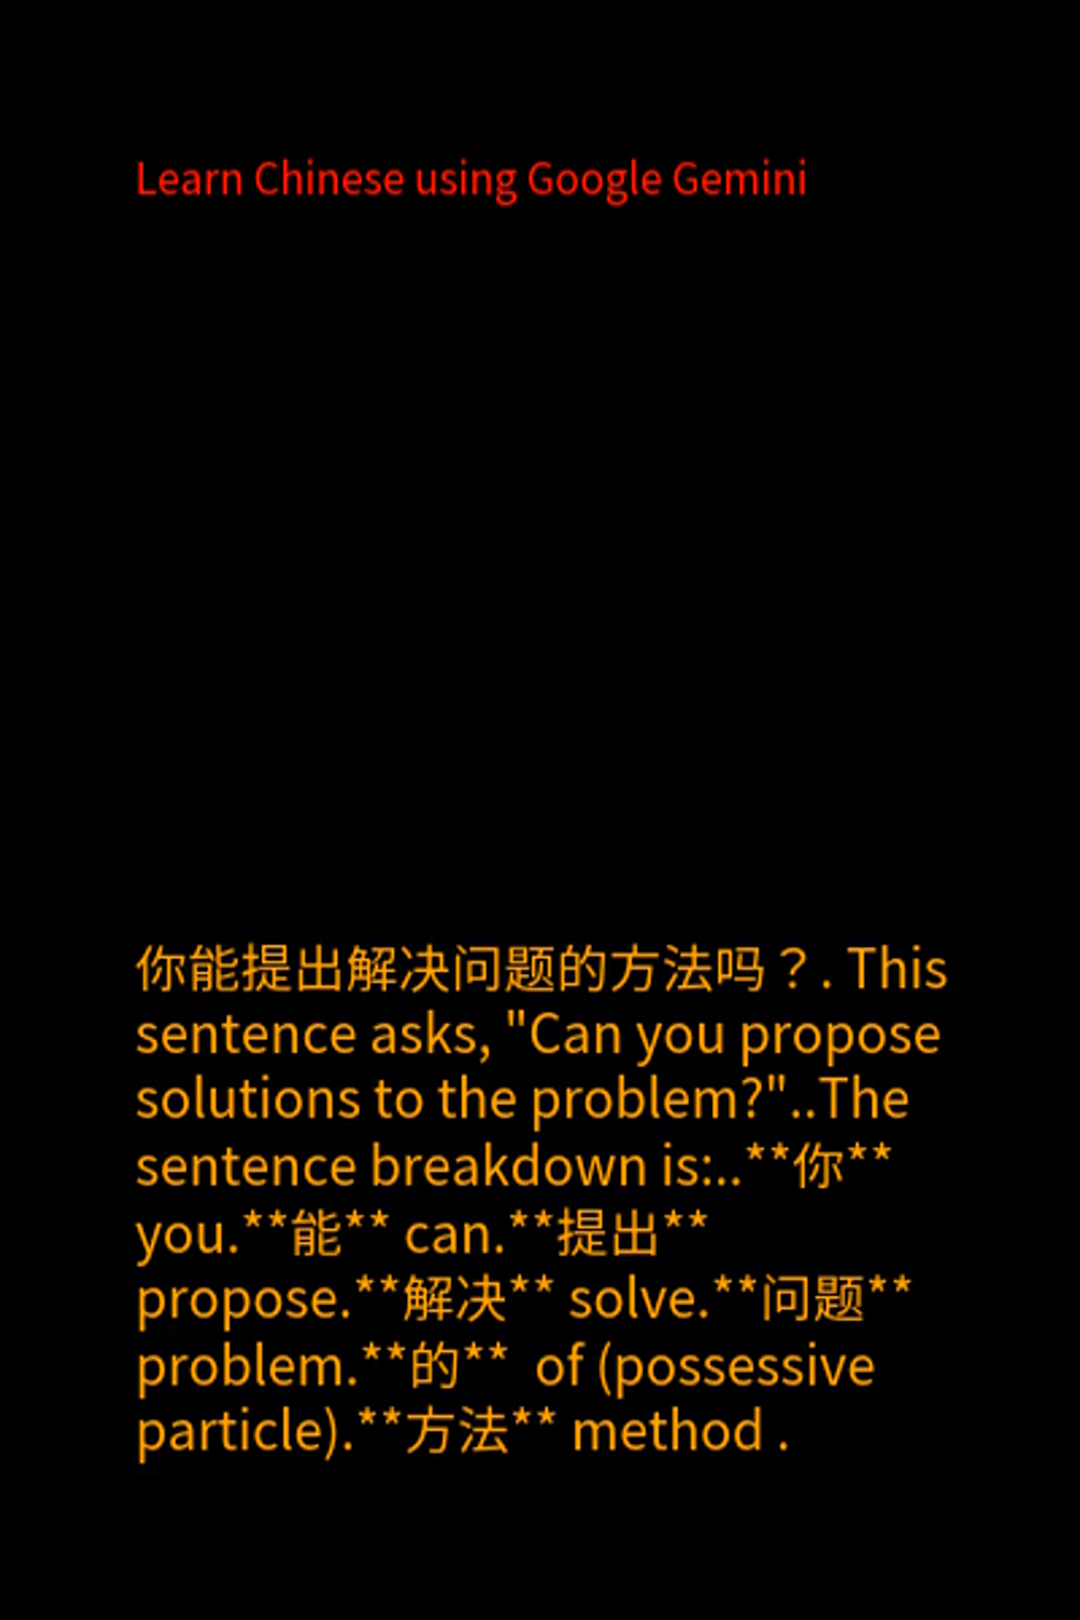 Learn Chinese using Google Gemini
你能提出解决问题的方法吗？. This
sentence asks, "Can you propose
solutions to the problem?"..The
sentence breakdown is:..**你**
you.**能** can.**提出**
propose.**解决** solve.**问题**
problem.**的**  of (possessive
particle).**方法** method .